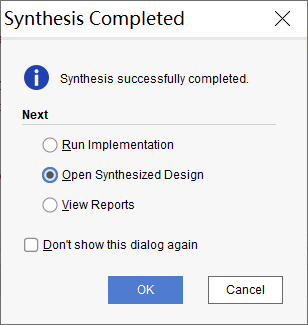 Synthesis Completed
Synthesis successfully completed.
Next
Run Implementation
Open Synthesized Design
View Reports
Don't show this dialog again
OK
Cancel